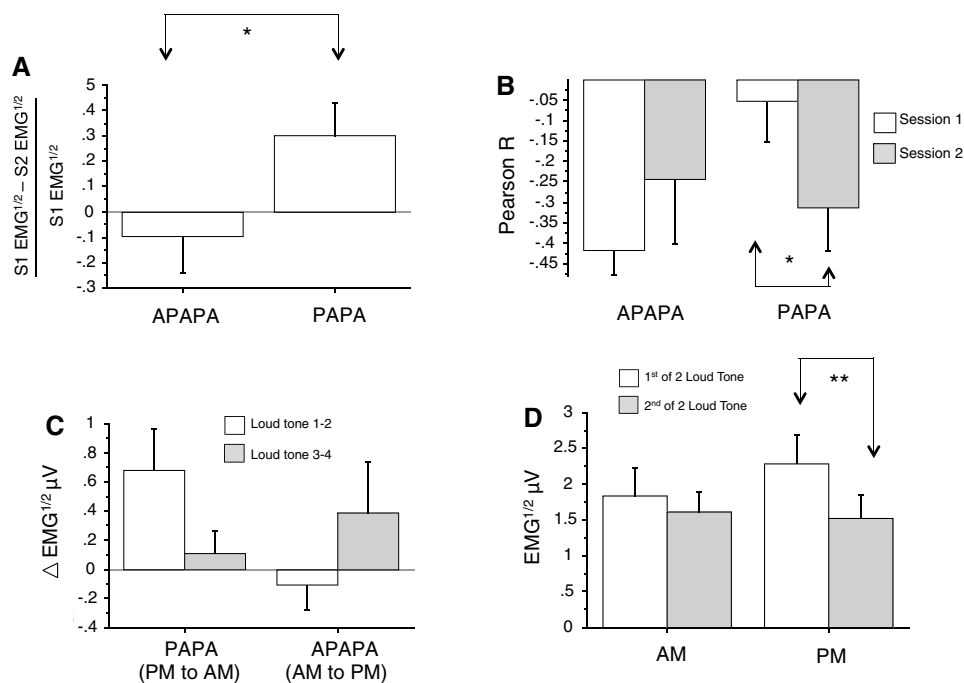 *
A
S1 EMG1/2 – S2 EMG1/2
S1 EMG1/2
.5
.4
.3
.2
.1
0
-.1
-.2
-.3
APAPA PAPA
B
Pearson R
-.05
-.1
-.15
-.2
-.25
-.3
-.35
-.4
-.45
Session 1
Session 2
*
APAPA PAPA
C
△ EMG1/2 µV
1
.8
.6
.4
.2
0
-.2
-.4
Loud tone 1-2
Loud tone 3-4
PAPA APAPA
(PM to AM) (AM to PM)
D
1st of 2 Loud Tone
2nd of 2 Loud Tone
**
EMG1/2 µV
3
2.5
2
1.5
1
.5
0
AM PM